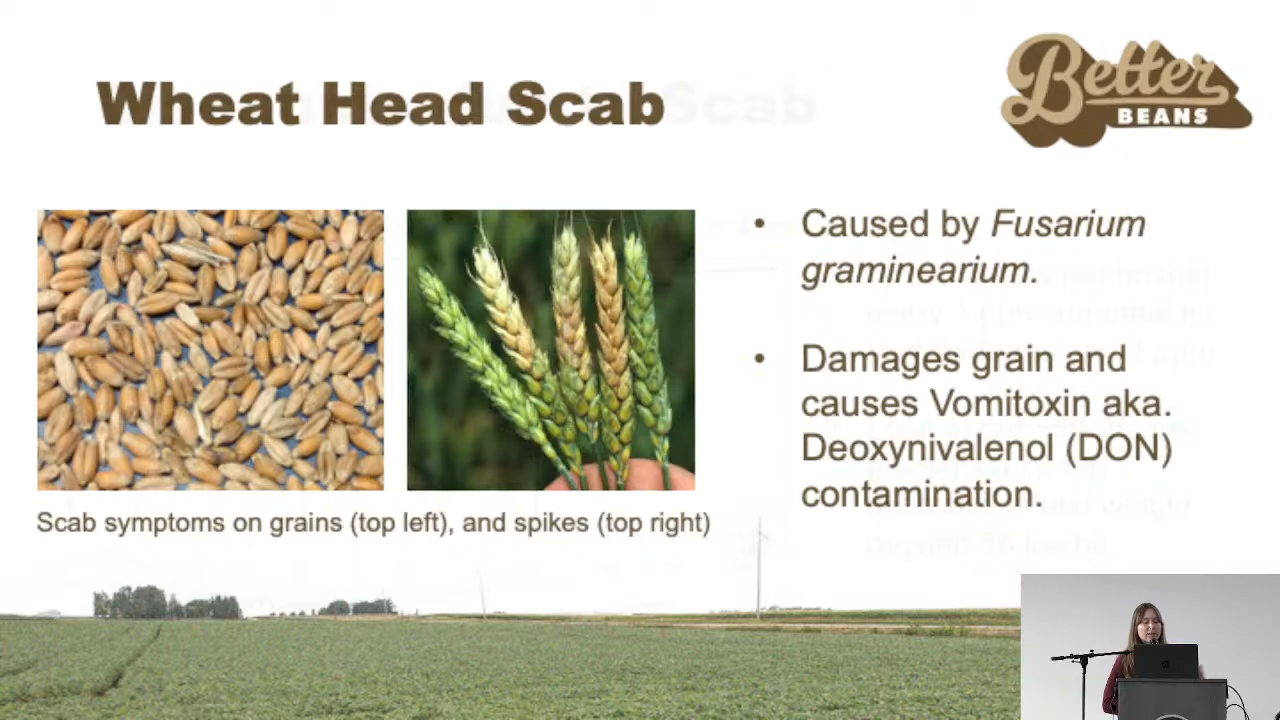 Wheat Head Scab
Better
BEANS
• Caused by Fusarium
graminearium.
• Damages grain and
causes Vomitoxin aka.
Deoxynivalenol (DON)
contamination.
Scab symptoms on grains (top left), and spikes (top right)